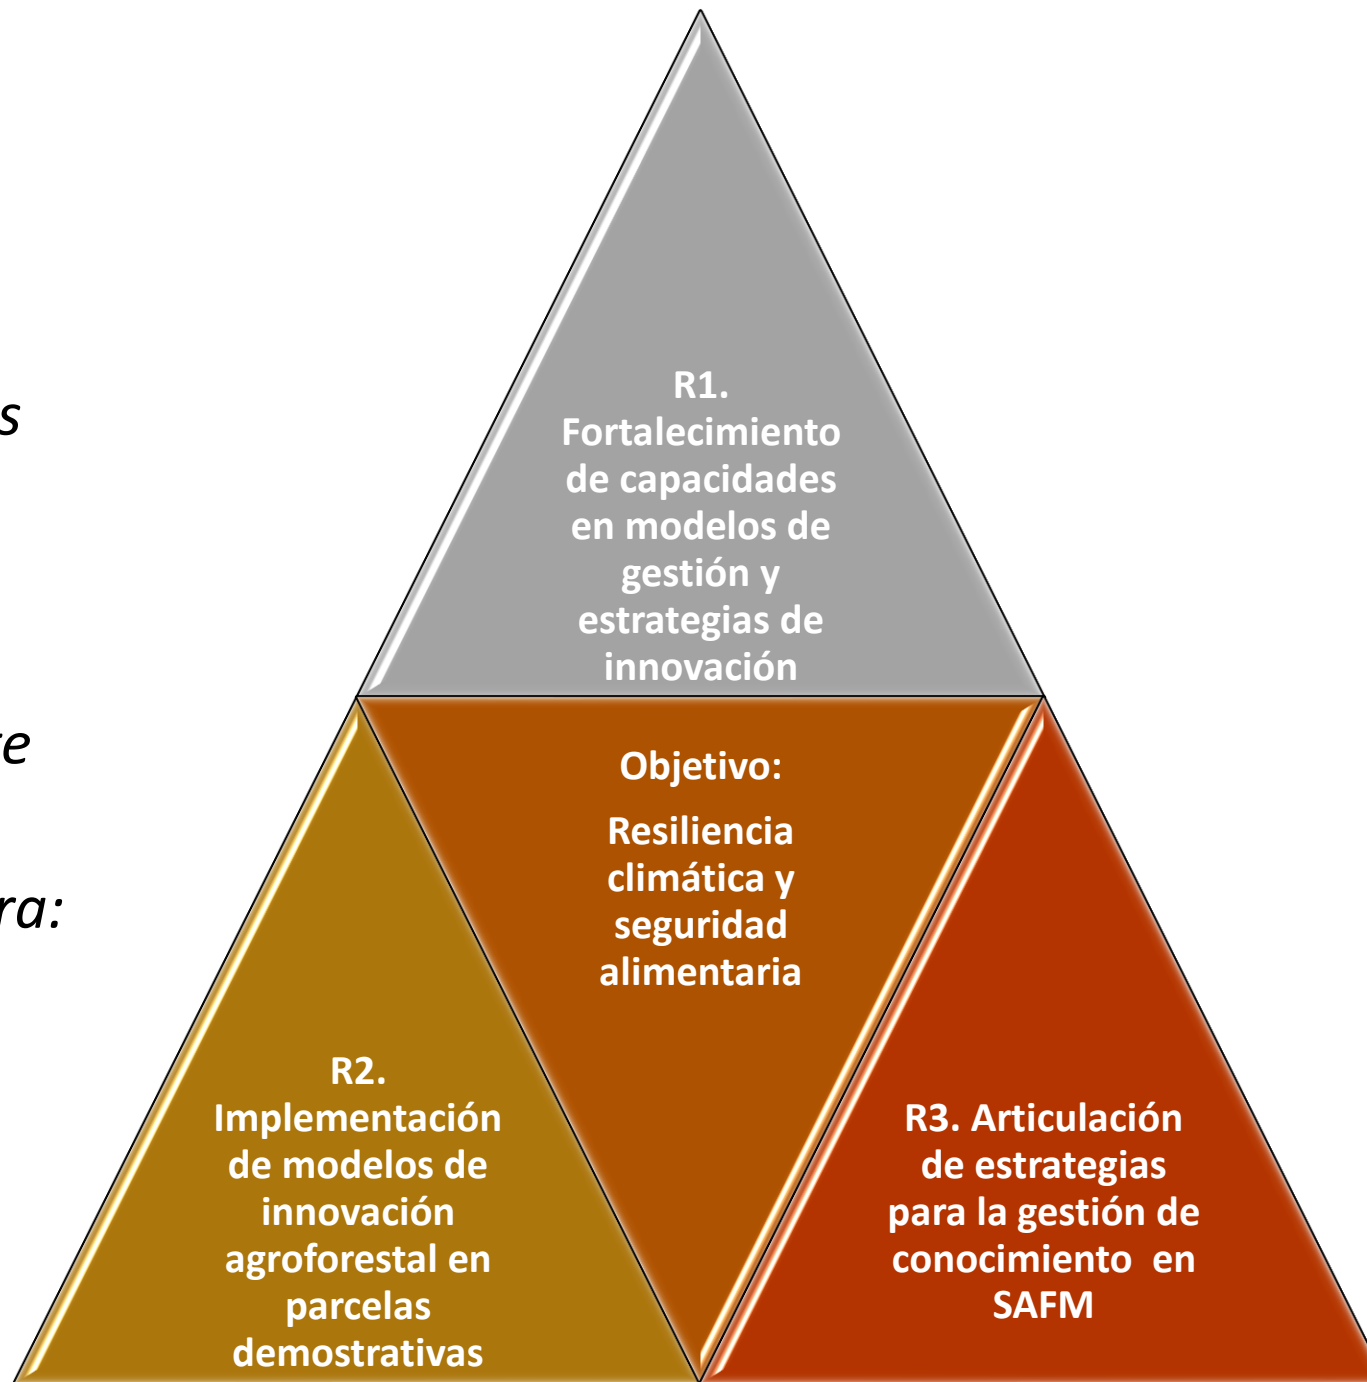 R1.
Fortalecimiento
de capacidades
en modelos de
gestión y
estrategias de
innovación
Objetivo:
Resiliencia
climática y
seguridad
alimentaria
R2.
Implementación
de modelos de
innovación
agroforestal en
parcelas
demostrativas
R3. Articulación
de estrategias
para la gestión de
conocimiento en
SAFM